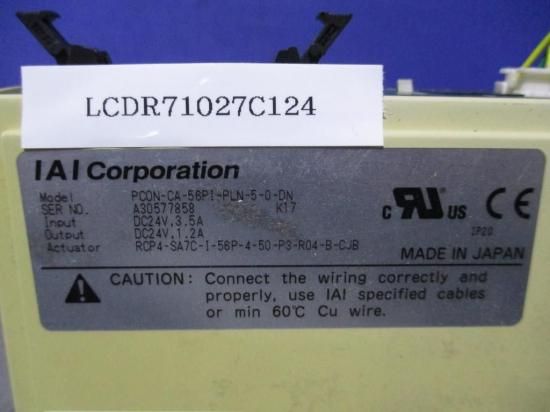 LCDR71027C124
IAI Corporation
Model PCON-CA-56PI-PLN-5-0-DN
SER NO. A30577858 K17
Input DC24V,3.5A
Output DC24V,1.2A
Actuator RCP4-SA7C-I-56P-4-50-P3-R04-B-CJB
c RU US CE
IP20
MADE IN JAPAN
CAUTION: Connect the wiring correctly and
properly, use IAI specified cables
or min 60℃ Cu wire.